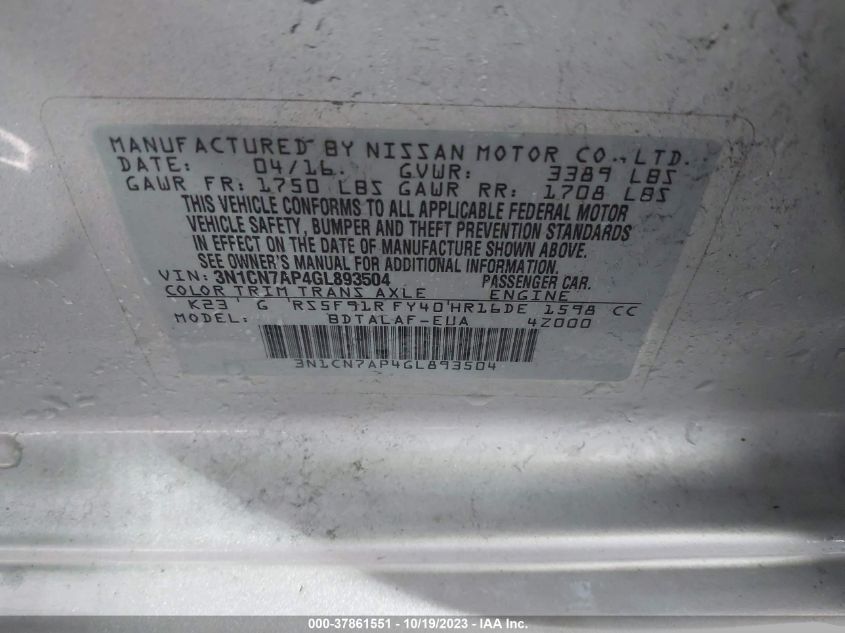 MANUFACTURED BY NISSAN MOTOR CO., LTD.
DATE: 04/16. GVWR: 3389 LBS
GAWR FR: 1750 LBS GAWR RR: 1708 LBS
THIS VEHICLE CONFORMS TO ALL APPLICABLE FEDERAL MOTOR
VEHICLE SAFETY, BUMPER AND THEFT PREVENTION STANDARDS
IN EFFECT ON THE DATE OF MANUFACTURE SHOWN ABOVE.
SEE OWNER'S MANUAL FOR ADDITIONAL INFORMATION
VIN: 3N1CN7AP4GL893504 PASSENGER CAR.
COLOR TRIM TRANS AXLE ENGINE
K23' G 'RS5F91R FY40'HR16DE 1598 CC
MODEL: BDTALAF-EUA 4Z000
3N1CN7AP4GL893504
000-37861551 - 10/19/2023 - IAA Inc.